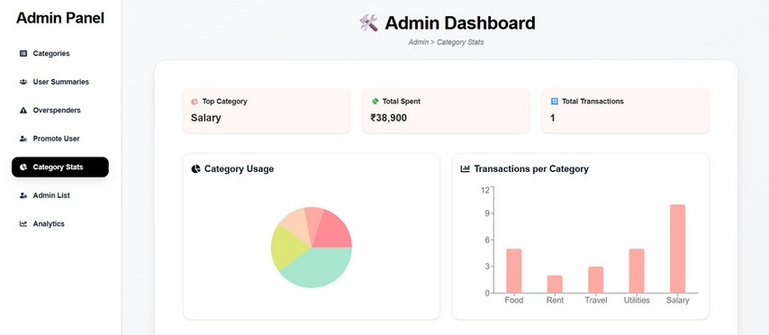 Admin Panel
Categories
User Summaries
Overspenders
Promote User
Category Stats
Admin List
Analytics
Admin Dashboard
Admin > Category Stats
Top Category
Salary
Total Spent
₹38,900
Total Transactions
1
Category Usage
Transactions per Category
12
9
6
3
0
Food Rent Travel Utilities Salary